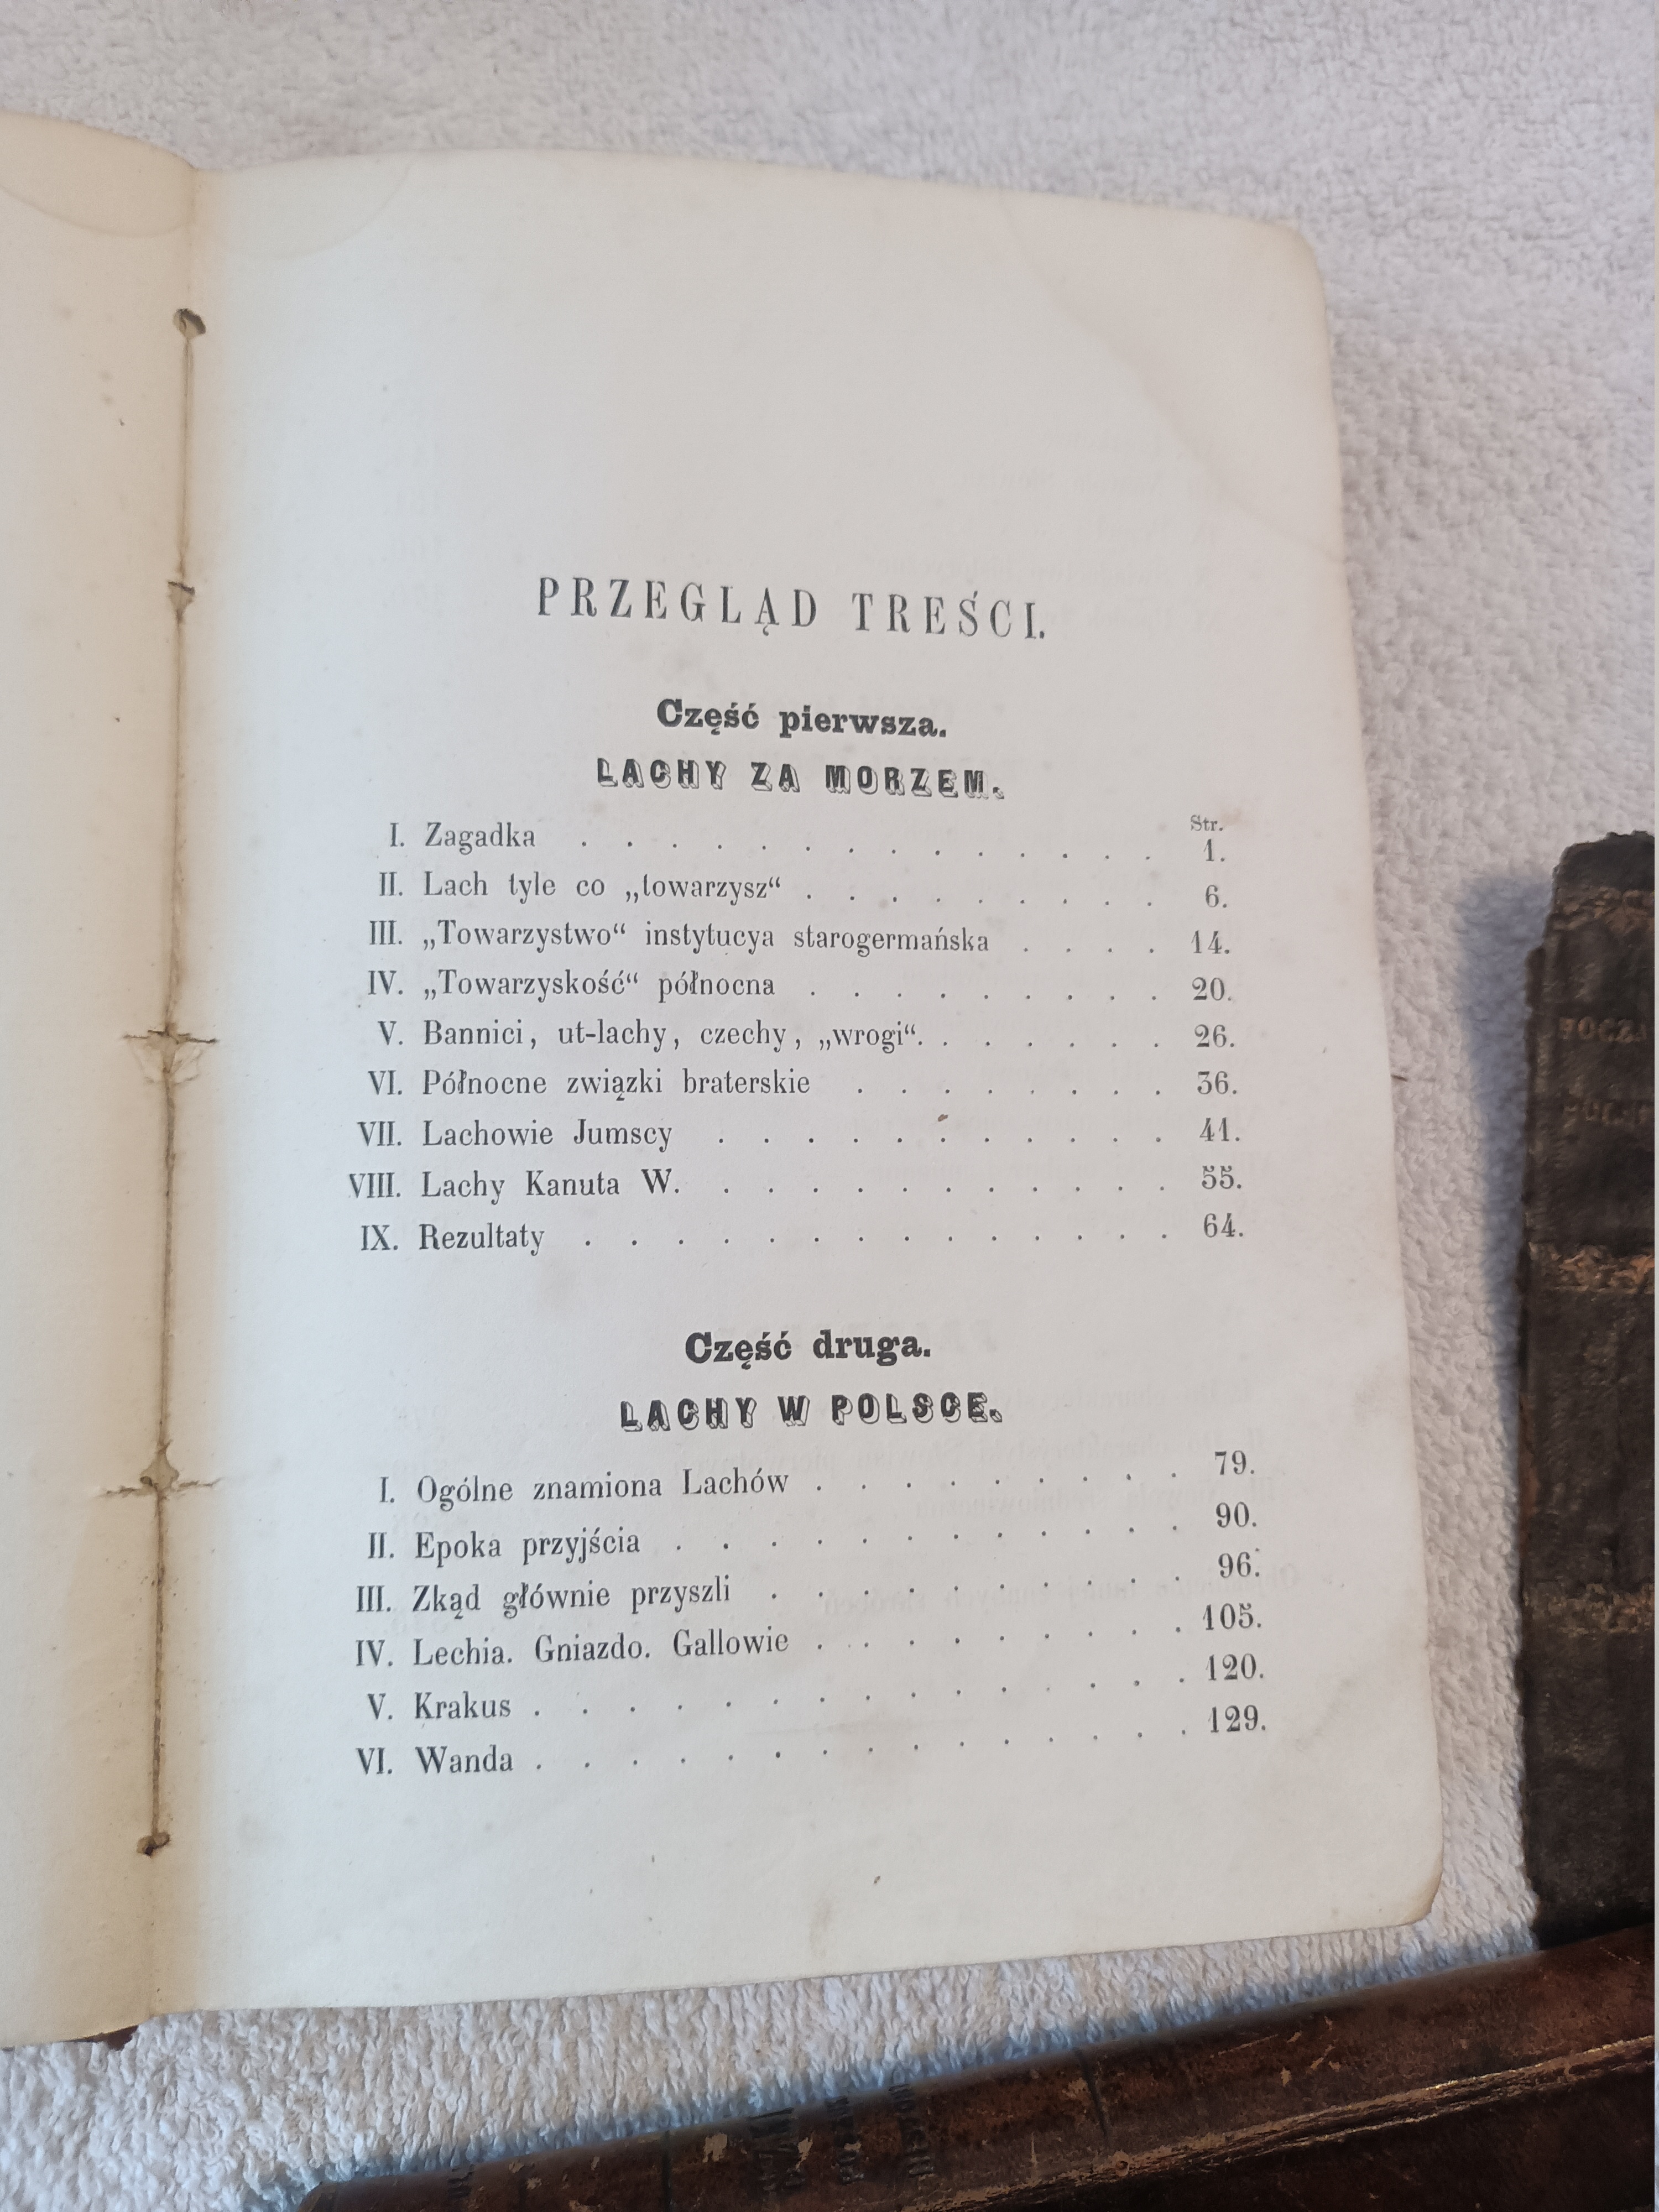 PRZEGLĄD TREŚCI.
Część pierwsza.
LACHY ZA MORZEM.
Str.
I. Zagadka . . . . . . . . . . . . . . 1.
II. Lach tyle co „towarzysz“ . . . . . . . . . 6.
III. „Towarzystwo“ instytucya starogermańska . . . . 14.
IV. „Towarzyskość“ północna . . . . . . . . . 20.
V. Bannici, ut-lachy, czechy, „wrogi“. . . . . . . 26.
VI. Północne związki braterskie . . . . . . . . 36.
VII. Lachowie Jumscy . . . . . . . . . . . 41.
VIII. Lachy Kanuta W. . . . . . . . . . . . 55.
IX. Rezultaty . . . . . . . . . . . . . . 64.
Część druga.
LACHY W POLSCE.
I. Ogólne znamiona Lachów . . . . . . . . . 79.
II. Epoka przyjścia . . . . . . . . . . . . 90.
III. Zkąd głównie przyszli . . . . . . . . . . 96.
IV. Lechia. Gniazdo. Gallowie . . . . . . . . . 105.
V. Krakus . . . . . . . . . . . . . . . 120.
VI. Wanda . . . . . . . . . . . . . . . 129.